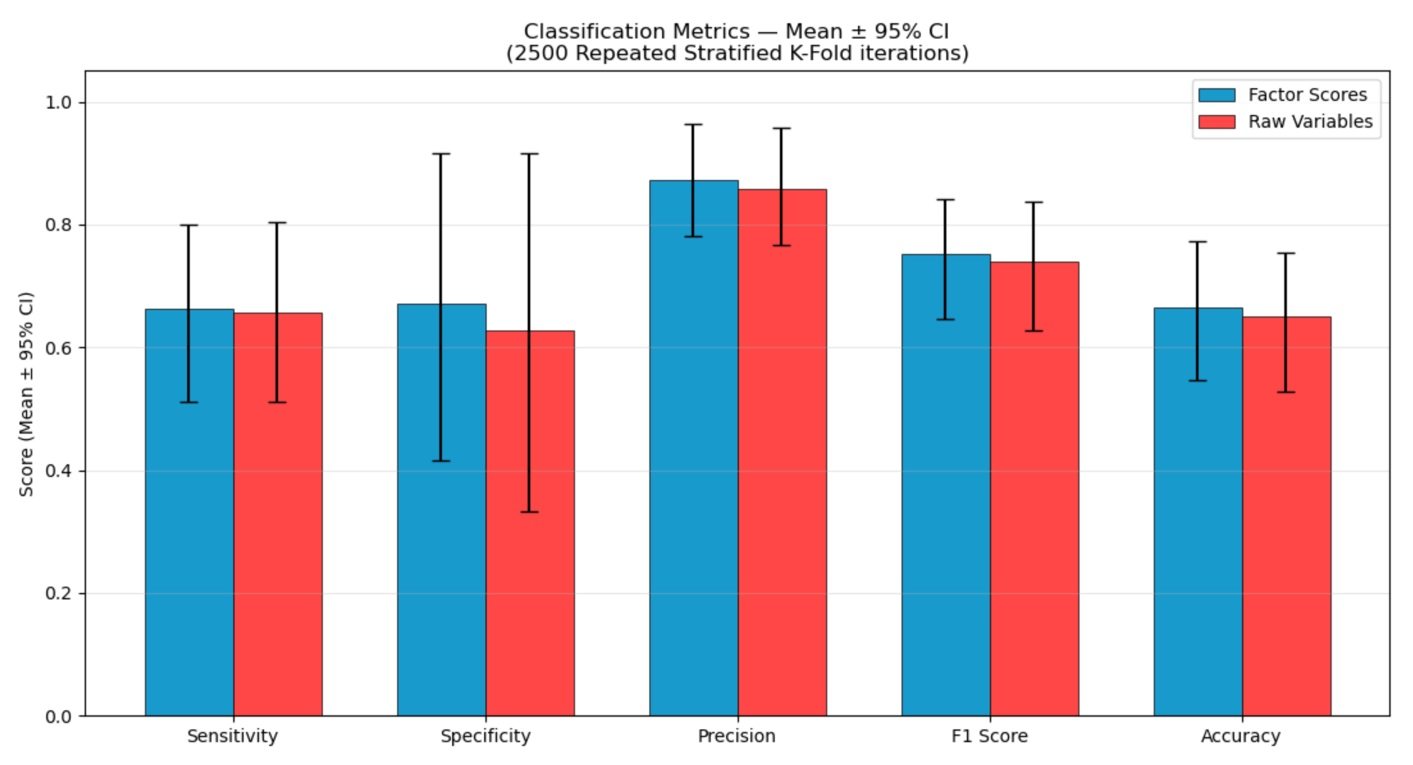 Classification Metrics — Mean ± 95% CI
(2500 Repeated Stratified K-Fold iterations)
Factor Scores
Raw Variables
Score (Mean ± 95% CI)
1.0
0.8
0.6
0.4
0.2
0.0
Sensitivity
Specificity
Precision
F1 Score
Accuracy